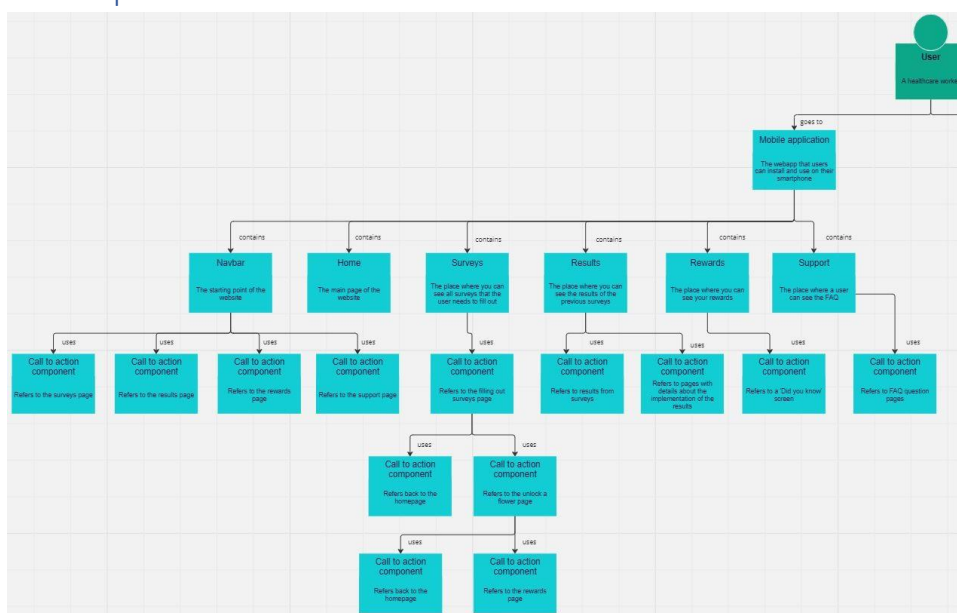 User
A healthcare worke
goes to
Mobile application
The webapp that users
can install and use on their
smartphone
contains
contains
contains
contains
contains
contains
Navbar
The starting point of the
website
Home
The main page of the
website
Surveys
The place where you can
see all surveys that the
user needs to fill out
Results
The place where you can
see the results of the
previous surveys
Rewards
The place where you can
see your rewards
Support
The place where a user
can see the FAQ
uses
uses
uses
uses
uses
uses
uses
uses
uses
Call to action
component
Refers to the surveys page
Call to action
component
Refers to the results page
Call to action
component
Refers to the rewards
page
Call to action
component
Refers to the support page
Call to action
component
Refers to the filling out
surveys page
Call to action
component
Refers to results from
surveys
Call to action
component
Refers to pages with
details about the
implementation of the
results
Call to action
component
Refers to a 'Did you know
screen
Call to action
component
Refers to FAQ question
pages
uses
uses
Call to action
component
Refers back to the
homepage
Call to action
component
Refers to the unlock a
flower page
uses
uses
Call to action
component
Refers back to the
homepage
Call to action
component
Refers to the rewards
page